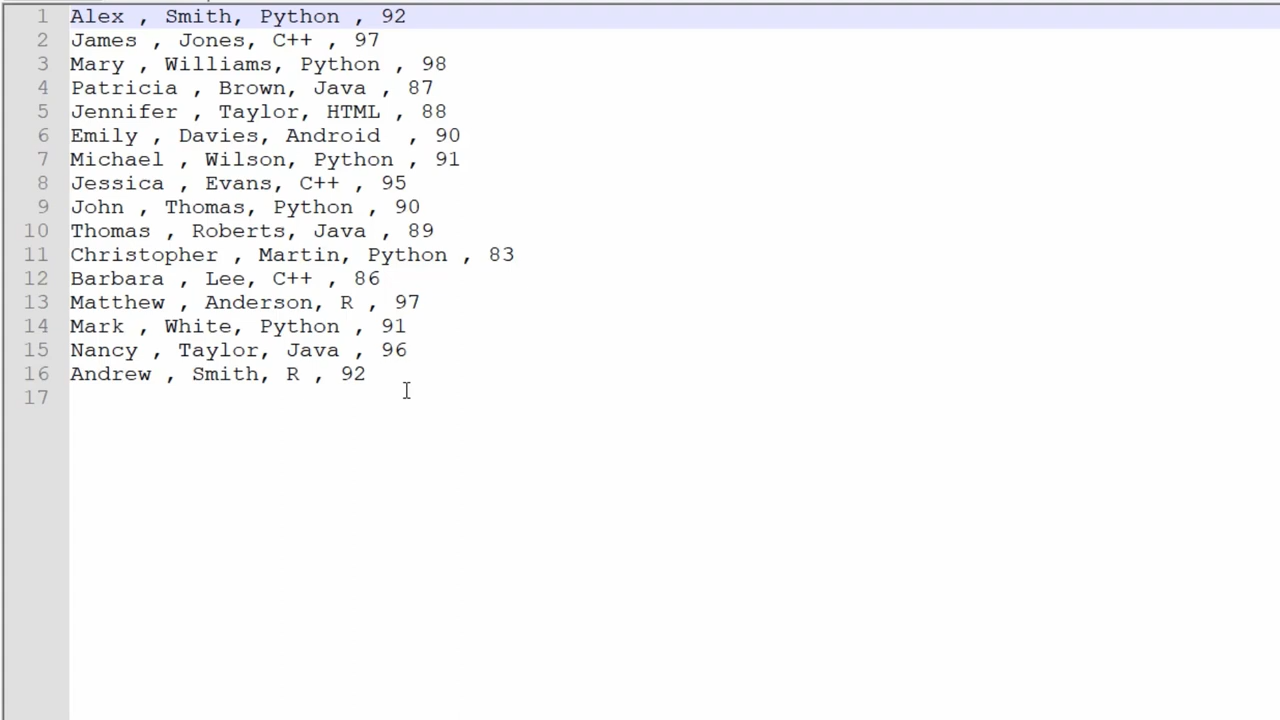 1 Alex , Smith, Python , 92
2 James , Jones, C++ , 97
3 Mary , Williams, Python , 98
4 Patricia , Brown, Java , 87
5 Jennifer , Taylor, HTML , 88
6 Emily , Davies, Android  , 90
7 Michael , Wilson, Python , 91
8 Jessica , Evans, C++ , 95
9 John , Thomas, Python , 90
10 Thomas , Roberts, Java , 89
11 Christopher , Martin, Python , 83
12 Barbara , Lee, C++ , 86
13 Matthew , Anderson, R , 97
14 Mark , White, Python , 91
15 Nancy , Taylor, Java , 96
16 Andrew , Smith, R , 92
17